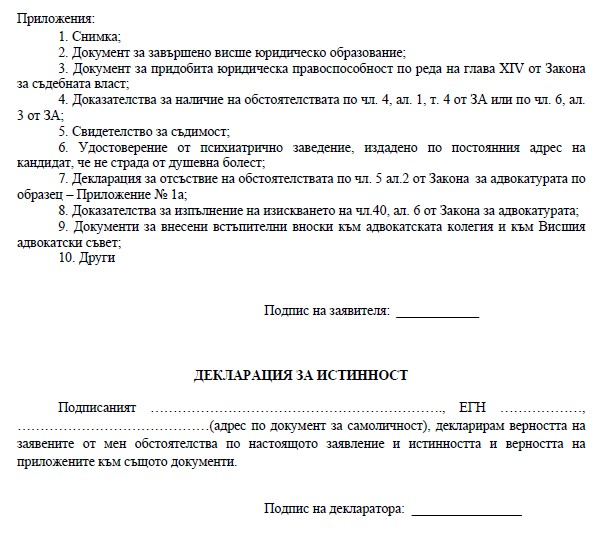 Приложения:
1. Снимка;
2. Документ за завършено висше юридическо образование;
3. Документ за придобита юридическа правоспособност по реда на глава XIV от Закона
за съдебната власт;
4. Доказателства за наличие на обстоятелствата по чл. 4, ал. 1, т. 4 от ЗА или по чл. 6, ал.
3 от ЗА;
5. Свидетелство за съдимост;
6. Удостоверение от психиатрично заведение, издадено по постоянния адрес на
кандидат, че не страда от душевна болест;
7. Декларация за отсъствие на обстоятелствата по чл. 5 ал.2 от Закона за адвокатурата по
образец – Приложение № 1а;
8. Доказателства за изпълнение на изискването на чл.40, ал. 6 от Закона за адвокатурата;
9. Документи за внесени встъпителни вноски към адвокатската колегия и към Висшия
адвокатски съвет;
10. Други
Подпис на заявителя: ____________
ДЕКЛАРАЦИЯ ЗА ИСТИННОСТ
Подписаният ………………………………………………………., ЕГН ………………,
……………………………………(адрес по документ за самоличност), декларирам верността на
заявените от мен обстоятелства по настоящото заявление и истинността и верността на
приложените към същото документи.
Подпис на декларатора: ________________